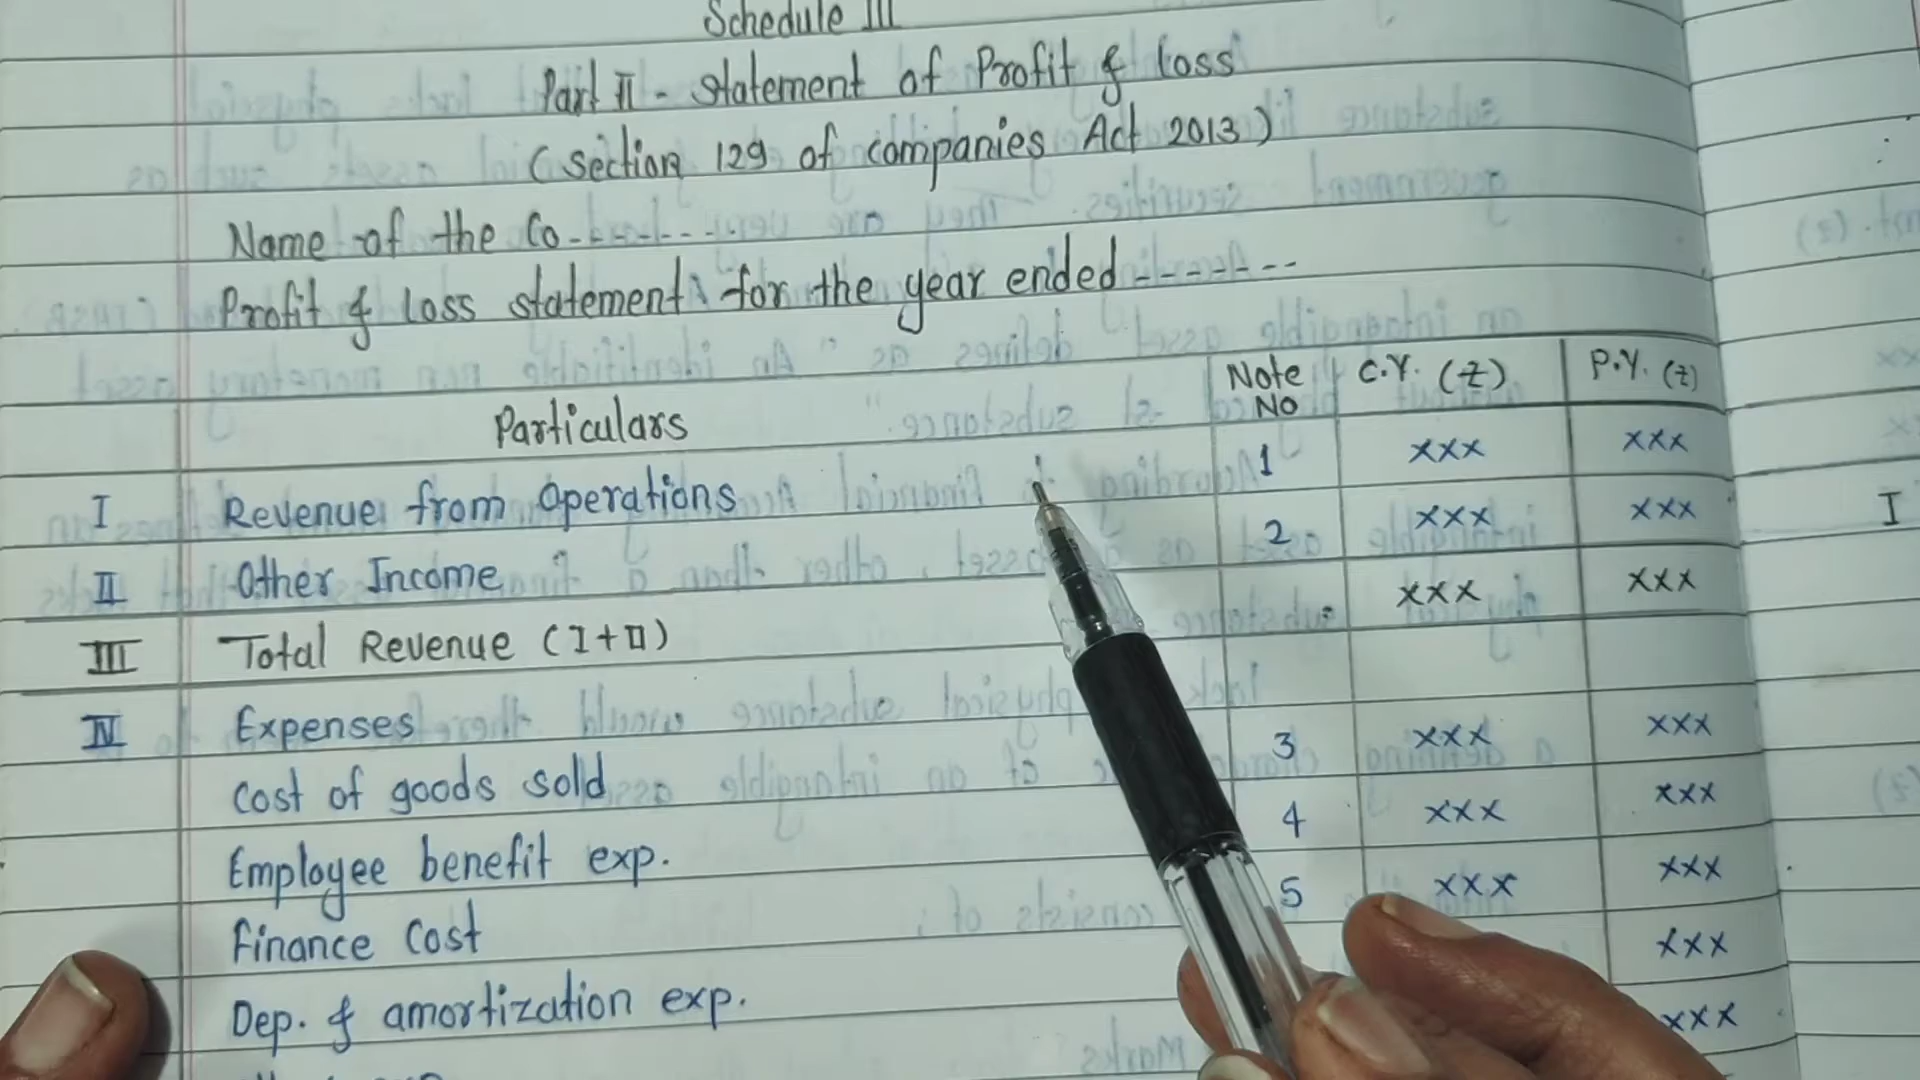 Schedule III
Part II - Statement of Profit & Loss
(Section 129 of Companies Act 2013)
Name of the Co---------
Profit & Loss statement for the year ended-------
Particulars Note No C.Y. (₹) P.Y. (₹)
I Revenue from Operations 1 xxx xxx
II Other Income 2 xxx xxx
III Total Revenue (I+II) xxx xxx
IV Expenses
Cost of goods sold 3 xxx xxx
Employee benefit exp. 4 xxx xxx
Finance Cost 5 xxx xxx
Dep. & amortization exp. xxx
xxx
I